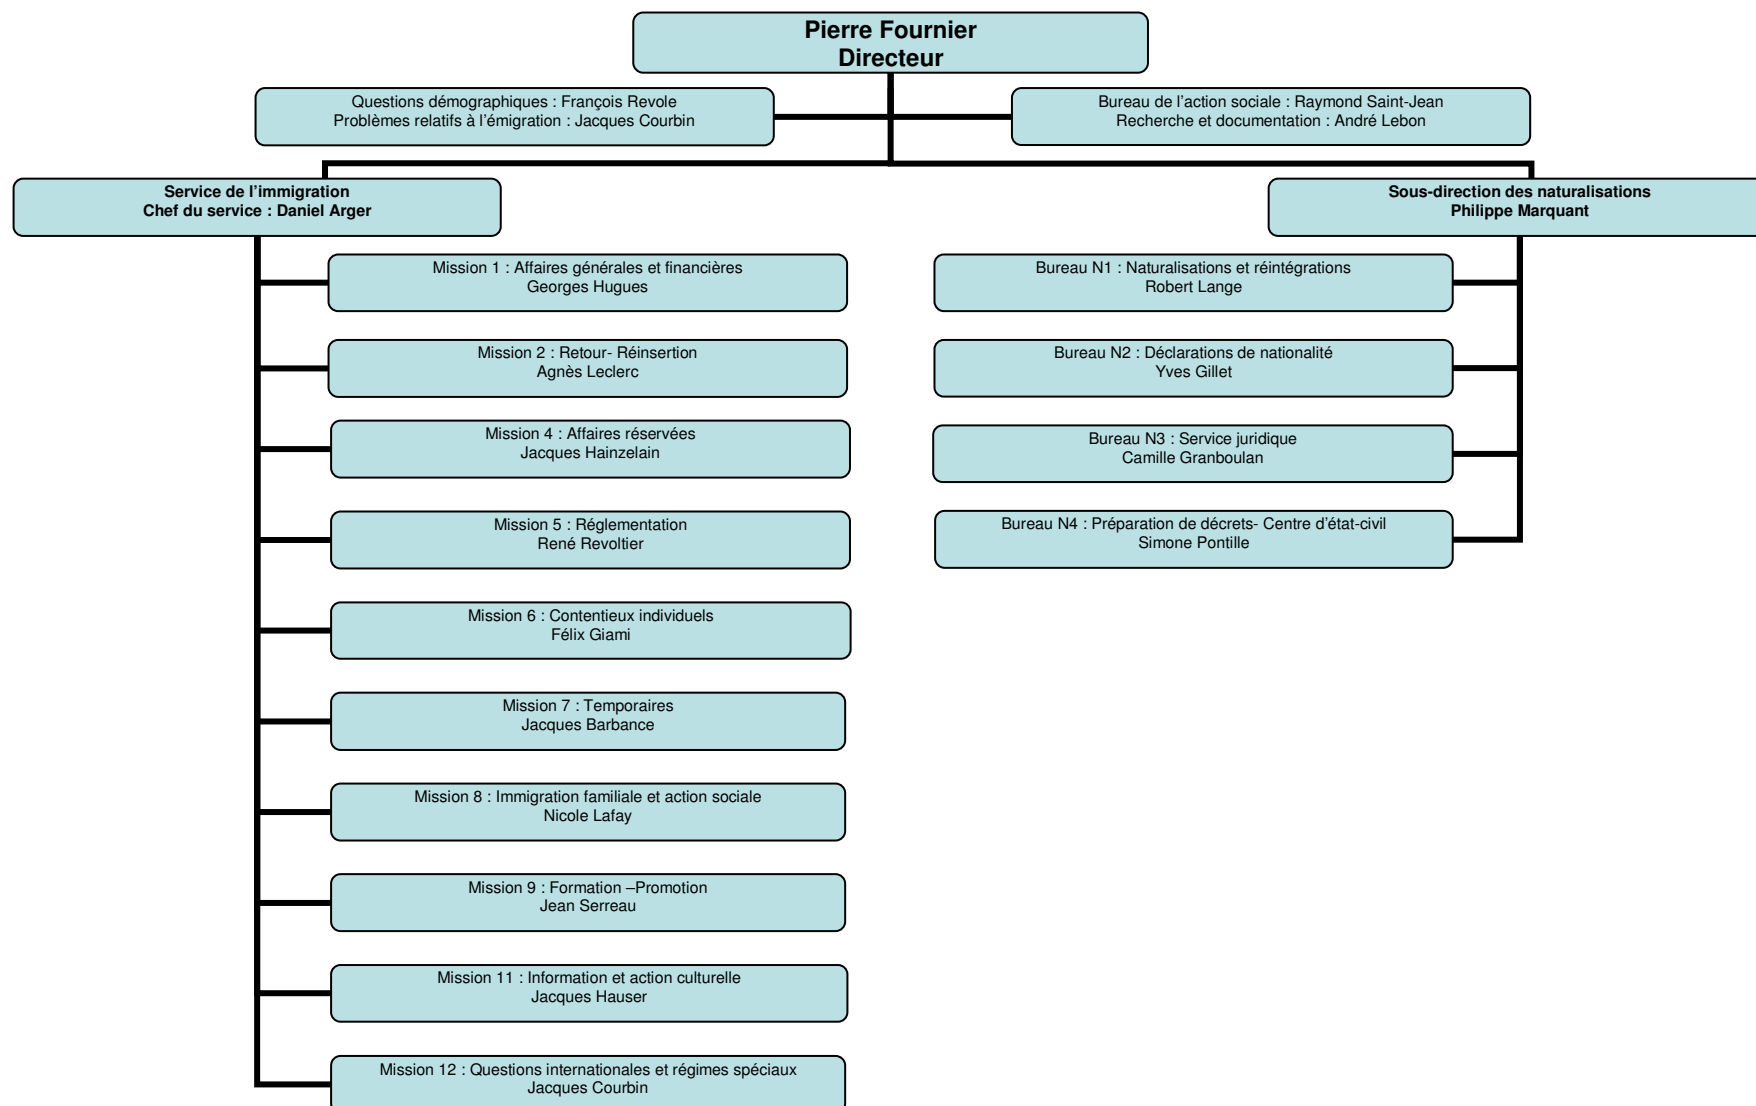 Pierre Fournier
Directeur
Questions démographiques : François Revole
Problèmes relatifs à l’émigration : Jacques Courbin
Bureau de l’action sociale : Raymond Saint-Jean
Recherche et documentation : André Lebon
Service de l’immigration
Chef du service : Daniel Arger
Sous-direction des naturalisations
Philippe Marquant
Mission 1 : Affaires générales et financières
Georges Hugues
Mission 2 : Retour- Réinsertion
Agnès Leclerc
Mission 4 : Affaires réservées
Jacques Hainzelain
Mission 5 : Réglementation
René Revoltier
Mission 6 : Contentieux individuels
Félix Giami
Mission 7 : Temporaires
Jacques Barbance
Mission 8 : Immigration familiale et action sociale
Nicole Lafay
Mission 9 : Formation –Promotion
Jean Serreau
Mission 11 : Information et action culturelle
Jacques Hauser
Mission 12 : Questions internationales et régimes spéciaux
Jacques Courbin
Bureau N1 : Naturalisations et réintégrations
Robert Lange
Bureau N2 : Déclarations de nationalité
Yves Gillet
Bureau N3 : Service juridique
Camille Granboulan
Bureau N4 : Préparation de décrets- Centre d’état-civil
Simone Pontille